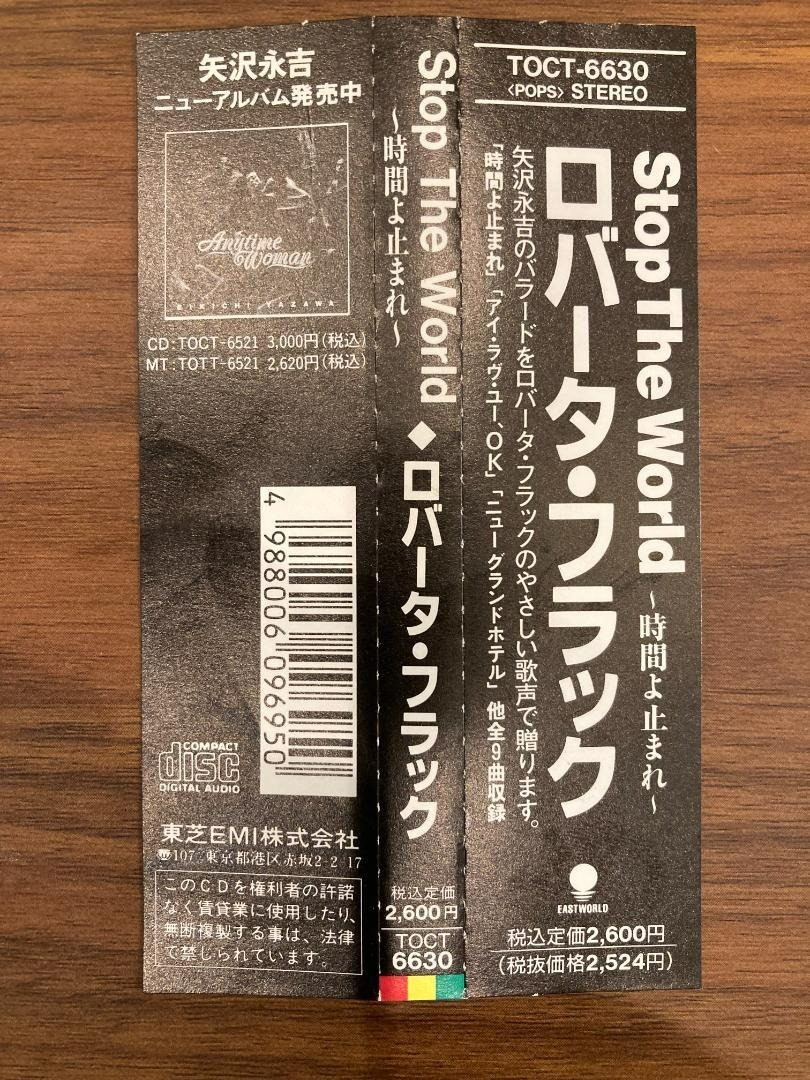 TOCT-6630
〈POPS〉 STEREO
Stop The World 〜時間よ止まれ〜
ロバータ・フラック
矢沢永吉のバラードをロバータ・フラックのやさしい歌声で贈ります。
「時間よ止まれ」「アイ・ラヴ・ユー、OK」「ニューグランドホテル」他全9曲収録
EASTWORLD
税込定価2,600円
(税抜価格2,524円)
Stop The World ◆ ロバータ・フラック
〜時間よ止まれ〜
税込定価
2,600円
TOCT
6630
矢沢永吉
ニューアルバム発売中
Anytime
Woman
EIKICHI YAZAWA
CD:TOCT-6521 3,000円(税込)
MT:TOTT-6521 2,620円(税込)
4 988006 096950
COMPACT
disc
DIGITAL AUDIO
東芝EMI株式会社
☎107 東京都港区赤坂2-2-17
このCDを権利者の許諾
なく賃貸業に使用したり、
無断複製する事は、法律
で禁じられています。